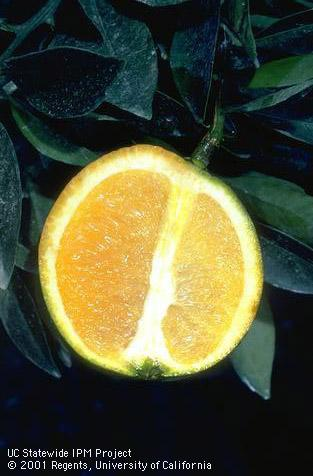 UC Statewide IPM Project
© 2001 Regents, University of California